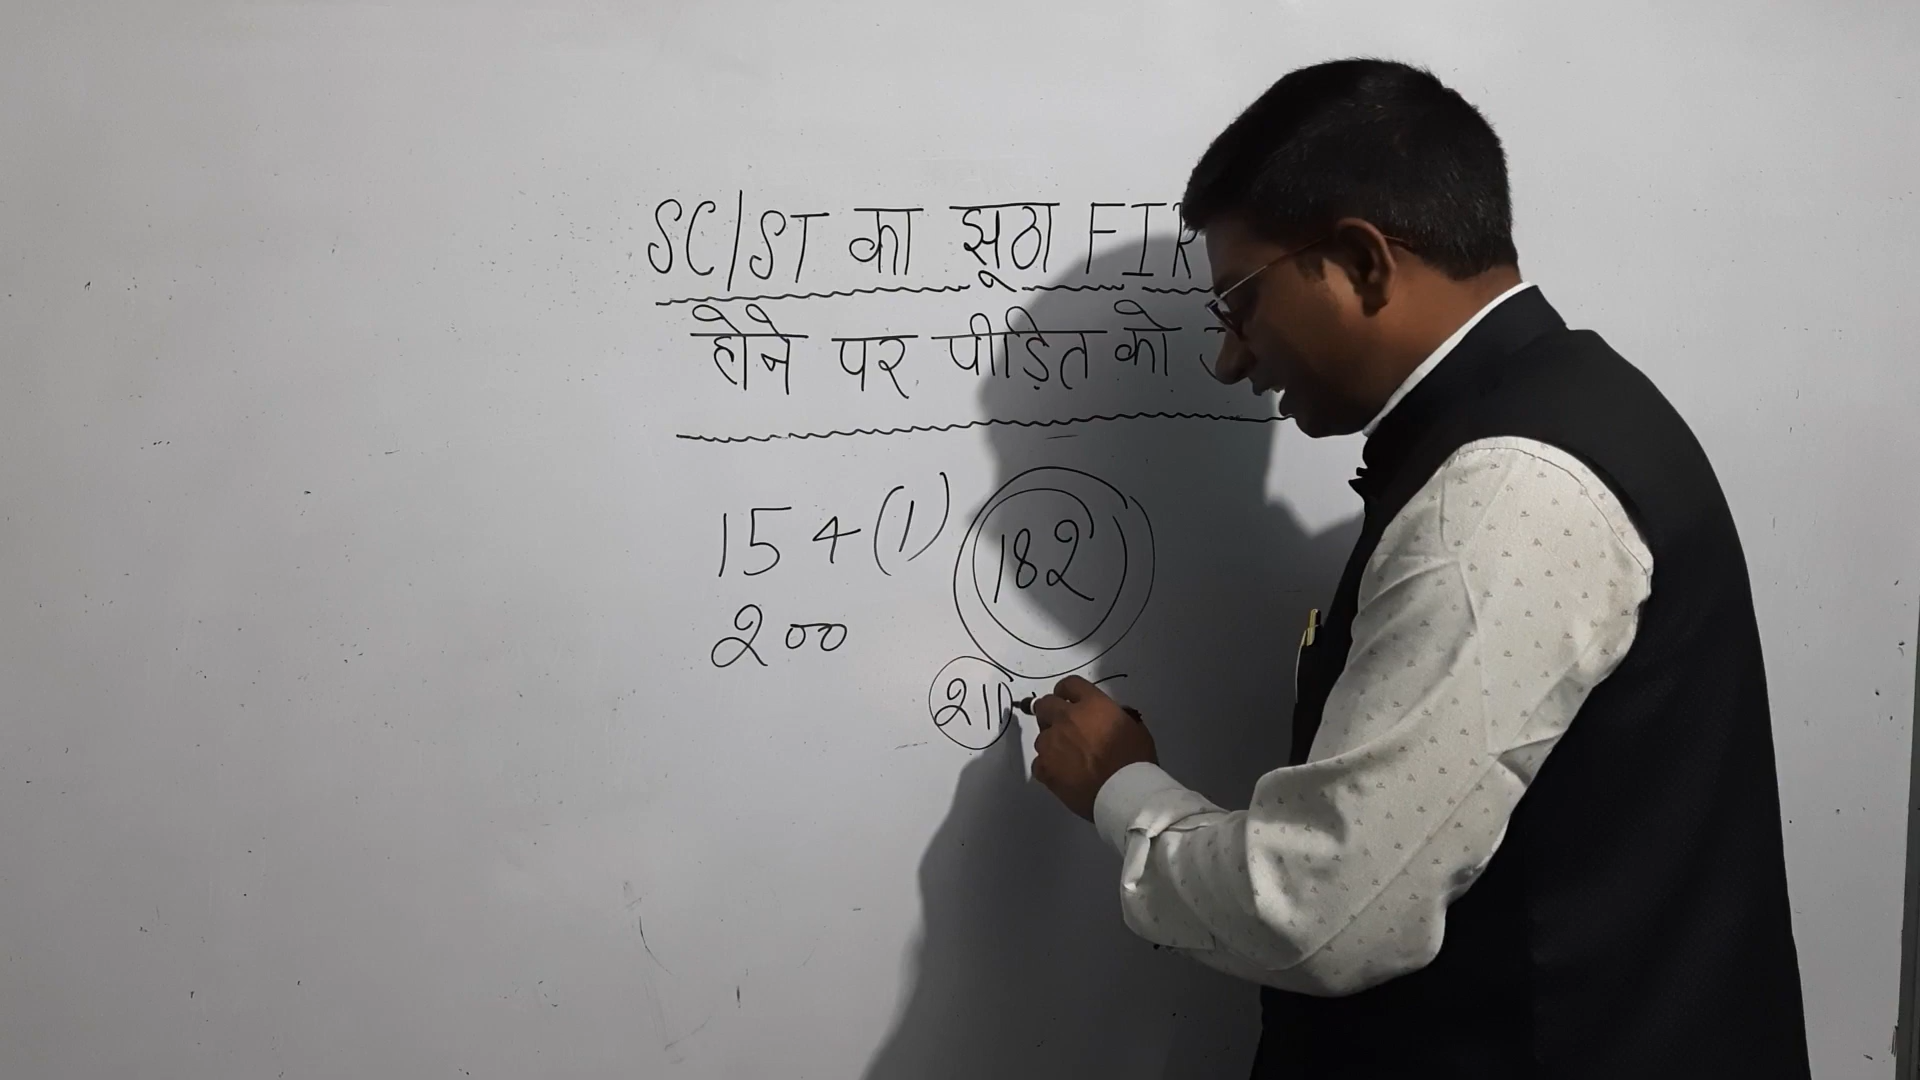 SC/ST का झूठा FIR
होने पर पीड़ित को
154(1) 182
200
211